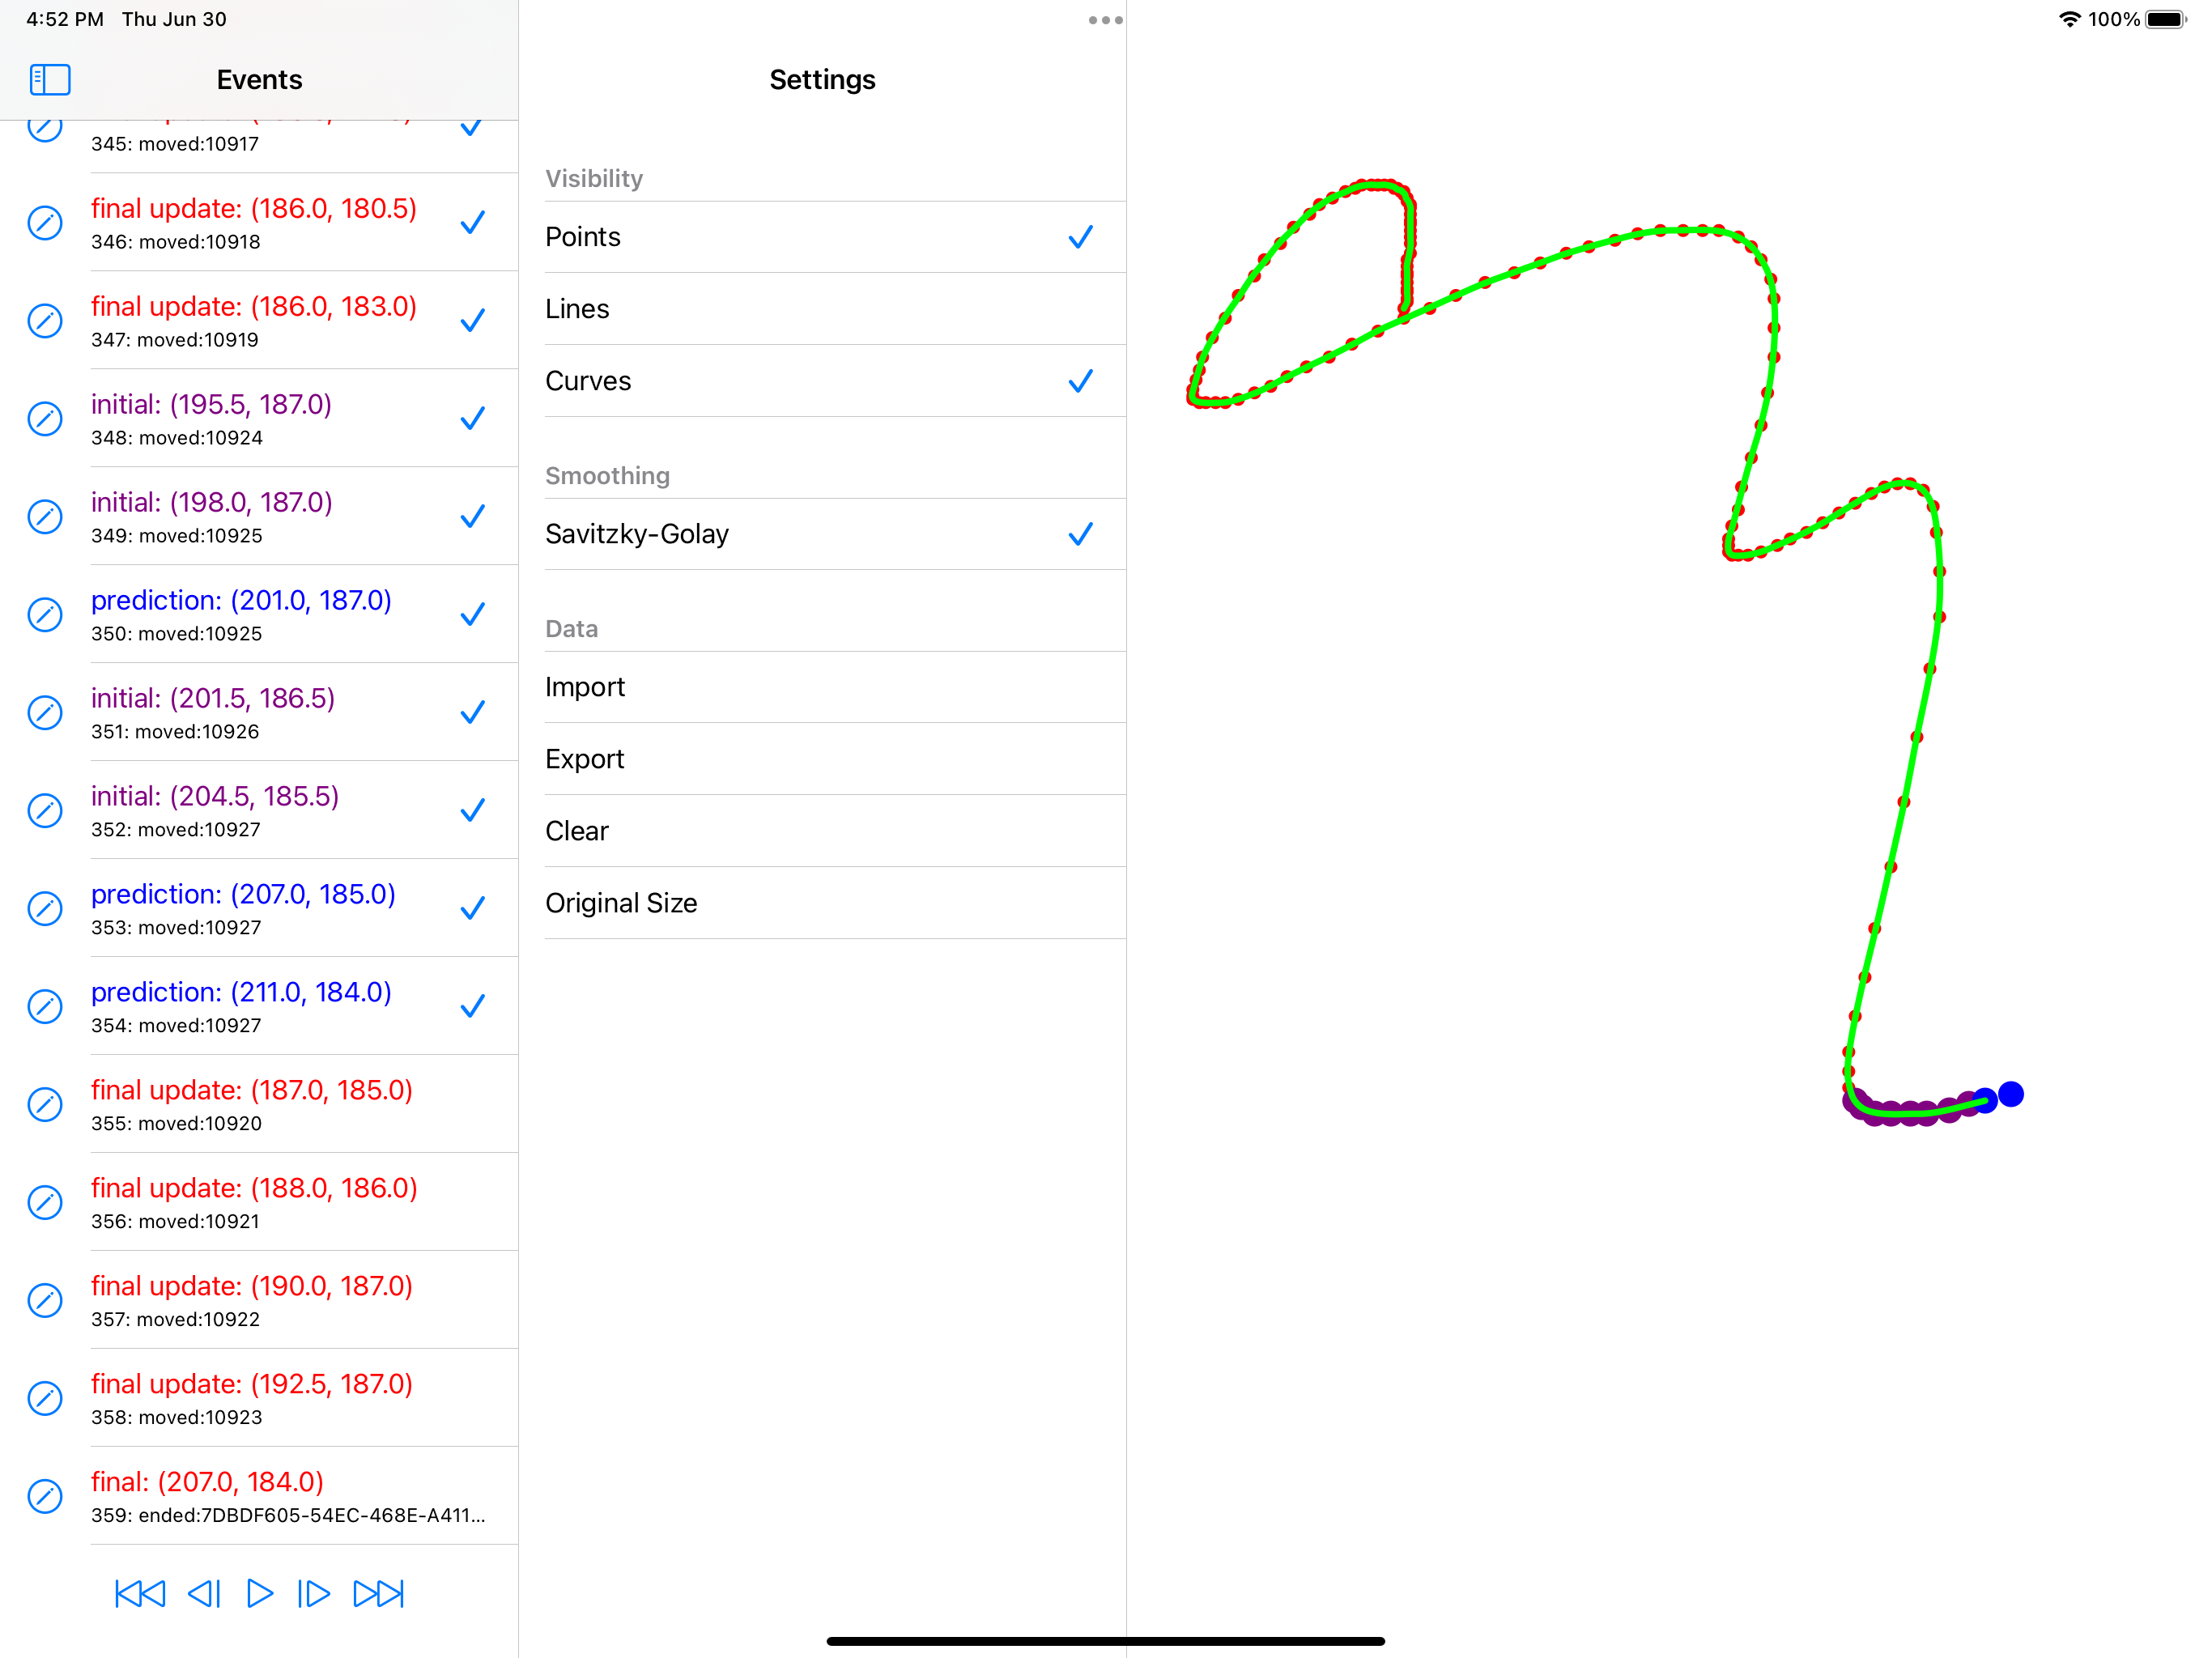 4:52 PM Thu Jun 30
100%
Events
345: moved:10917
final update: (186.0, 180.5)
346: moved:10918
final update: (186.0, 183.0)
347: moved:10919
initial: (195.5, 187.0)
348: moved:10924
initial: (198.0, 187.0)
349: moved:10925
prediction: (201.0, 187.0)
350: moved:10925
initial: (201.5, 186.5)
351: moved:10926
initial: (204.5, 185.5)
352: moved:10927
prediction: (207.0, 185.0)
353: moved:10927
prediction: (211.0, 184.0)
354: moved:10927
final update: (187.0, 185.0)
355: moved:10920
final update: (188.0, 186.0)
356: moved:10921
final update: (190.0, 187.0)
357: moved:10922
final update: (192.5, 187.0)
358: moved:10923
final: (207.0, 184.0)
359: ended:7DBDF605-54EC-468E-A411...
Settings
Visibility
Points
Lines
Curves
Smoothing
Savitzky-Golay
Data
Import
Export
Clear
Original Size